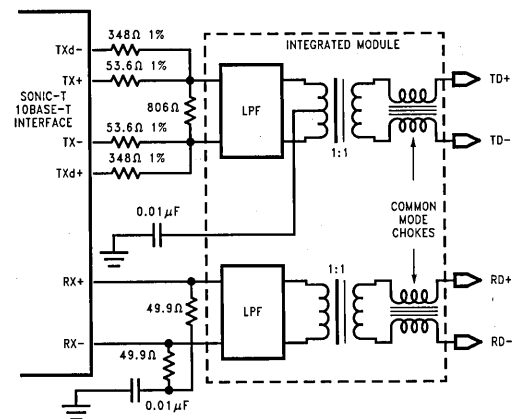 348Ω 1%
TXd-
53.6Ω 1%
TX+
SONIC-T
10BASE-T
INTERFACE
806Ω
53.6Ω 1%
TX-
348Ω 1%
TXd+
0.01μF
INTEGRATED MODULE
LPF
1:1
TD+
TD-
COMMON
MODE
CHOKES
RX+
49.9Ω
RX-
49.9Ω
0.01μF
LPF
1:1
RD+
RD-